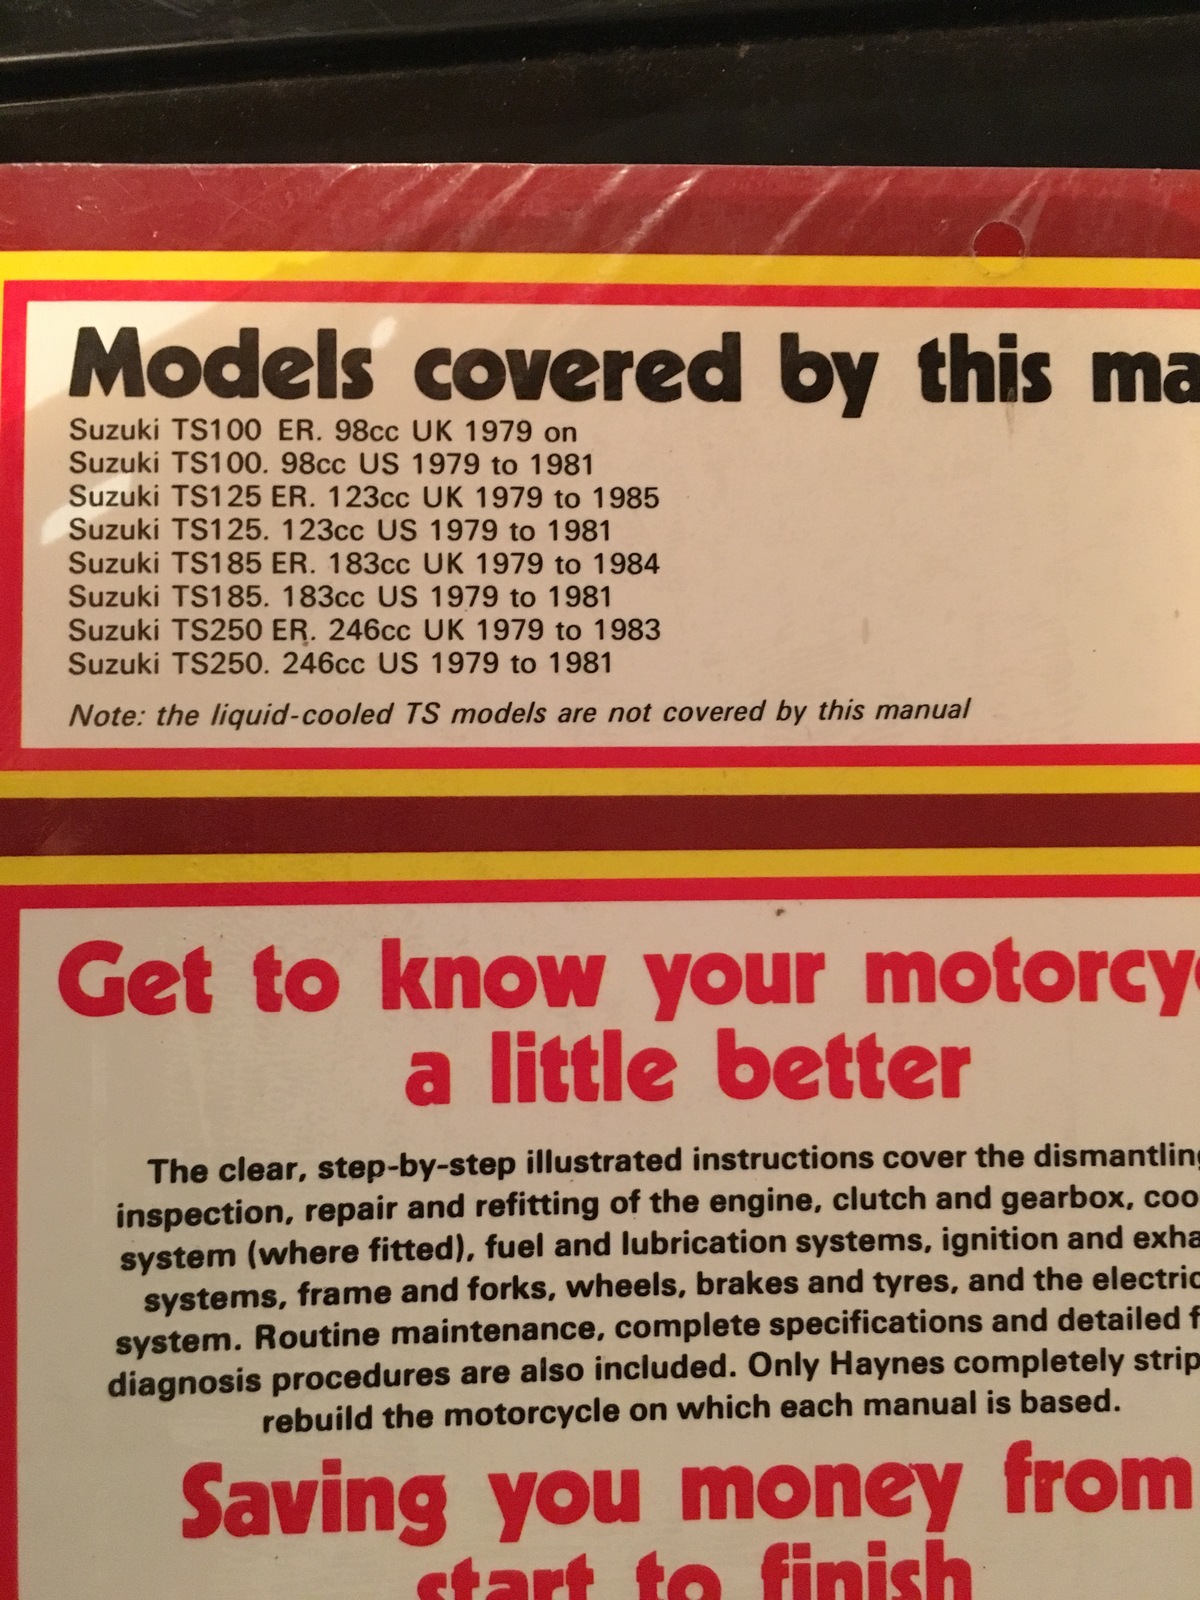 Models covered by this ma
Suzuki TS100 ER. 98cc UK 1979 on
Suzuki TS100. 98cc US 1979 to 1981
Suzuki TS125 ER. 123cc UK 1979 to 1985
Suzuki TS125. 123cc US 1979 to 1981
Suzuki TS185 ER. 183cc UK 1979 to 1984
Suzuki TS185. 183cc US 1979 to 1981
Suzuki TS250 ER. 246cc UK 1979 to 1983
Suzuki TS250. 246cc US 1979 to 1981
Note: the liquid-cooled TS models are not covered by this manual
Get to know your motorcy
a little better
The clear, step-by-step illustrated instructions cover the dismantling
inspection, repair and refitting of the engine, clutch and gearbox, coo
system (where fitted), fuel and lubrication systems, ignition and exha
systems, frame and forks, wheels, brakes and tyres, and the electric
system. Routine maintenance, complete specifications and detailed f
diagnosis procedures are also included. Only Haynes completely strip
rebuild the motorcycle on which each manual is based.
Saving you money from
start to finish